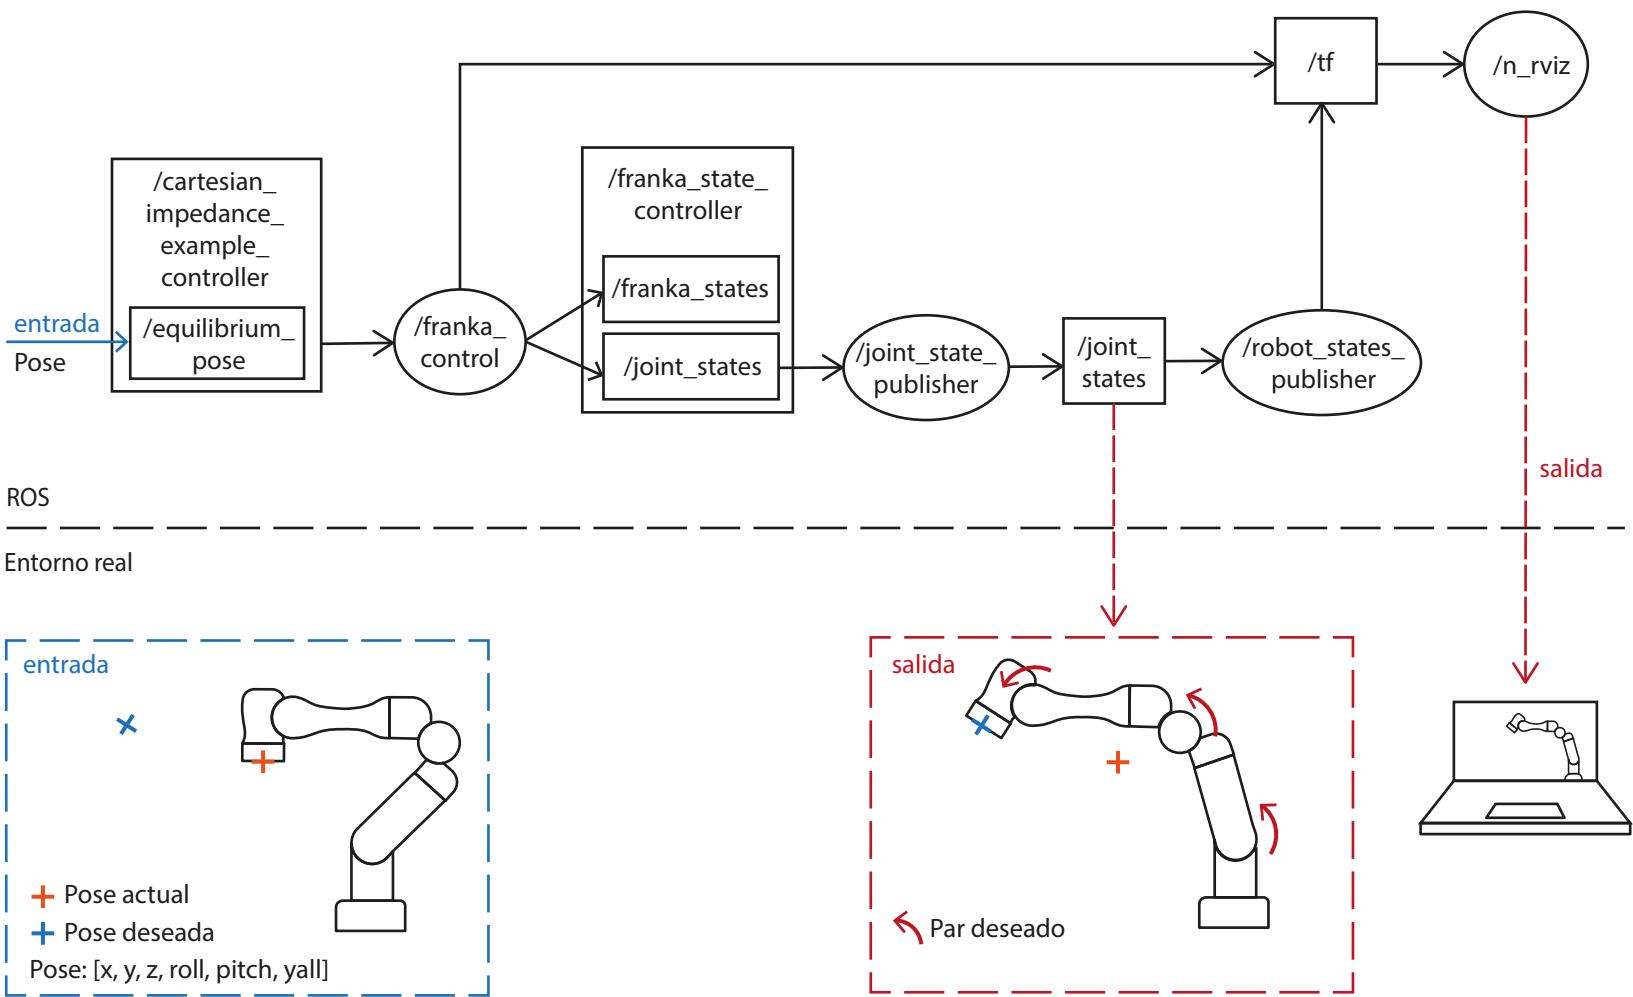 /tf
/n_rviz
/cartesian_
impedance_
example_
controller
/equilibrium_
pose
entrada
Pose
/franka_
control
/franka_state_
controller
/franka_states
/joint_states
/joint_state_
publisher
/joint_
states
/robot_states_
publisher
salida
ROS
Entorno real
entrada
Pose actual
Pose deseada
Pose: [x, y, z, roll, pitch, yall]
salida
Par deseado